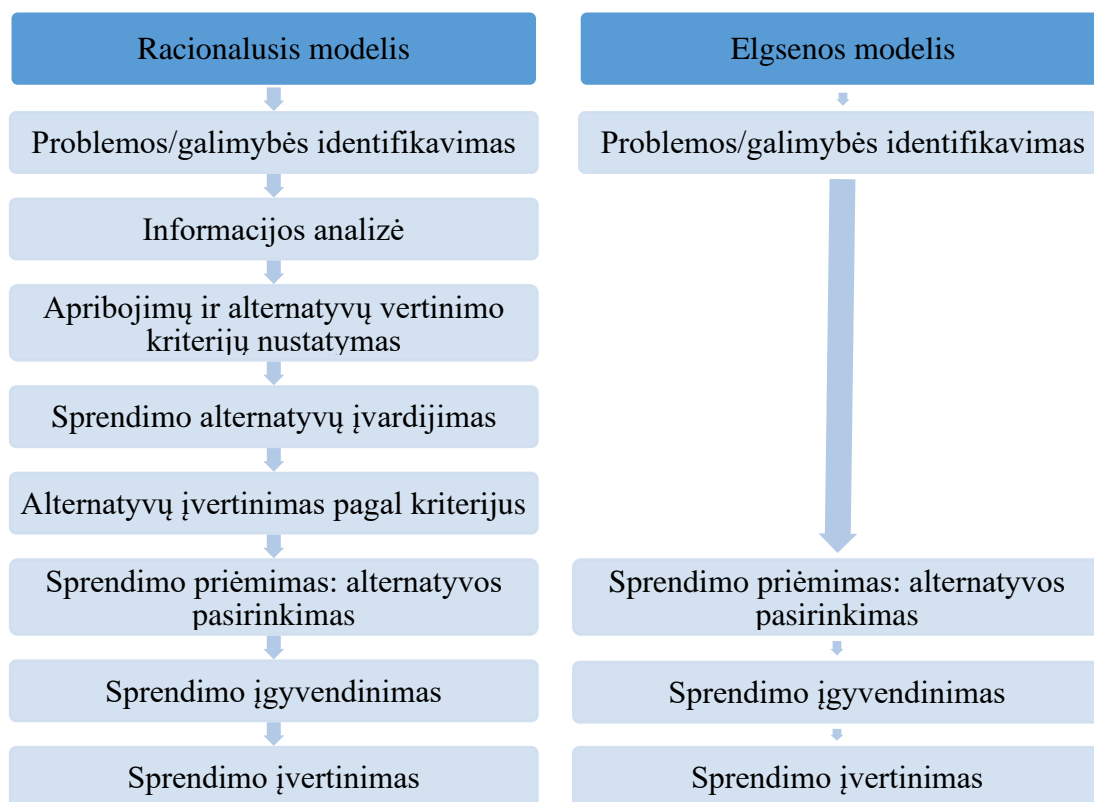 Racionalusis modelis
Problemos/galimybės identifikavimas
Informacijos analizė
Apribojimų ir alternatyvų vertinimo
kriterijų nustatymas
Sprendimo alternatyvų įvardijimas
Alternatyvų įvertinimas pagal kriterijus
Sprendimo priėmimas: alternatyvos
pasirinkimas
Sprendimo įgyvendinimas
Sprendimo įvertinimas
Elgsenos modelis
Problemos/galimybės identifikavimas
Sprendimo priėmimas: alternatyvos
pasirinkimas
Sprendimo įgyvendinimas
Sprendimo įvertinimas